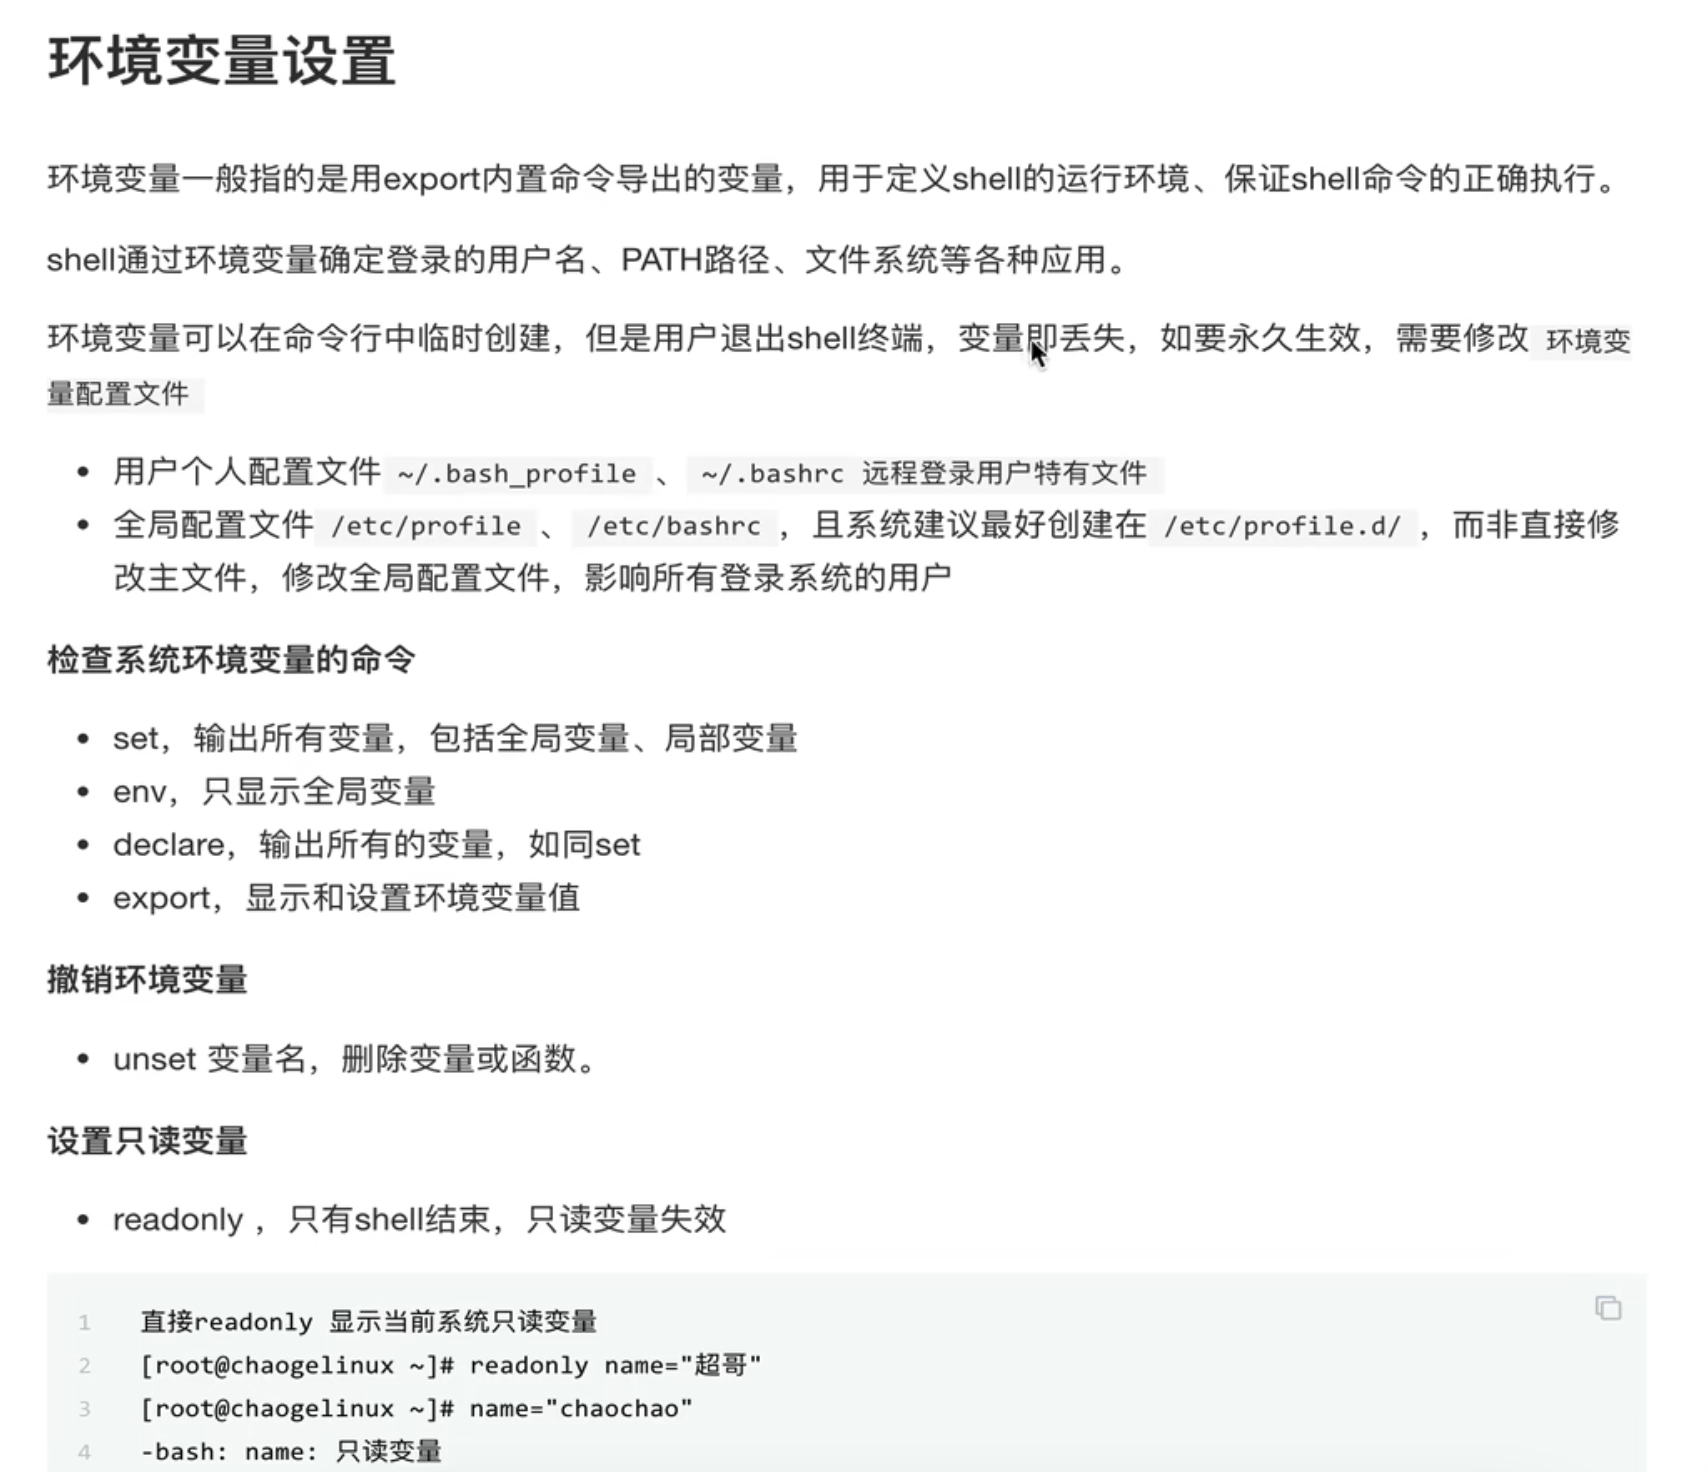 环境变量设置
环境变量一般指的是用export内置命令导出的变量，用于定义shell的运行环境、保证shell命令的正确执行。
shell通过环境变量确定登录的用户名、PATH路径、文件系统等各种应用。
环境变量可以在命令行中临时创建，但是用户退出shell终端，变量即丢失，如要永久生效，需要修改 环境变
量配置文件
• 用户个人配置文件 ~/.bash_profile 、 ~/.bashrc 远程登录用户特有文件
• 全局配置文件 /etc/profile 、 /etc/bashrc ，且系统建议最好创建在 /etc/profile.d/ ，而非直接修
改主文件，修改全局配置文件，影响所有登录系统的用户
检查系统环境变量的命令
• set，输出所有变量，包括全局变量、局部变量
• env，只显示全局变量
• declare，输出所有的变量，如同set
• export，显示和设置环境变量值
撤销环境变量
• unset 变量名，删除变量或函数。
设置只读变量
• readonly ，只有shell结束，只读变量失效
1 直接readonly 显示当前系统只读变量
2 [root@chaogelinux ~]# readonly name="超哥"
3 [root@chaogelinux ~]# name="chaochao"
4 -bash: name: 只读变量